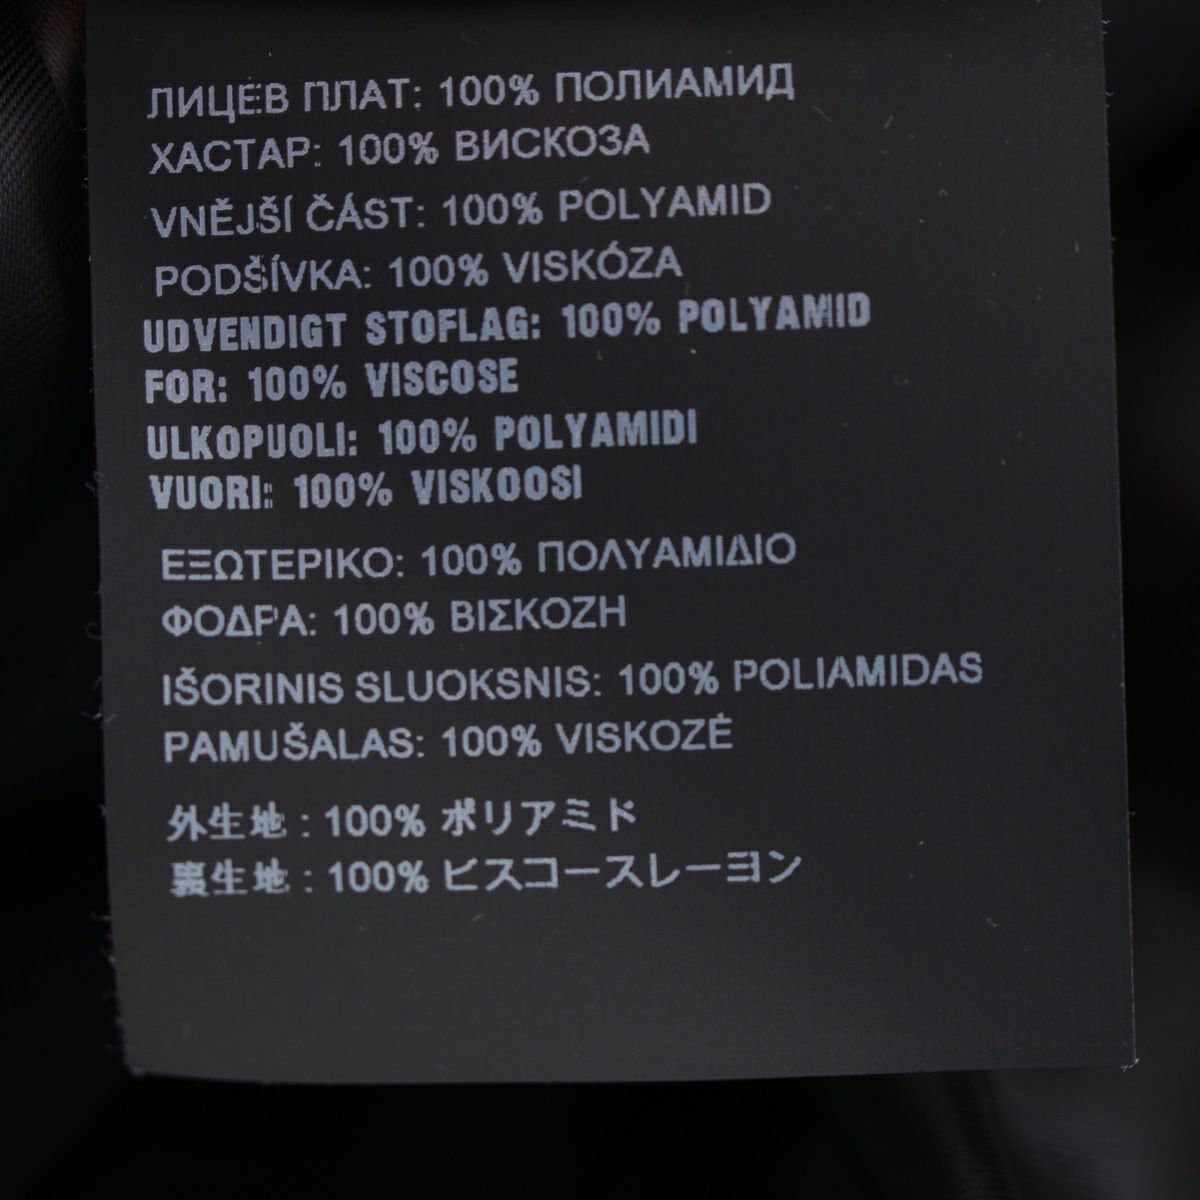 ЛИЦЕВ ПЛАТ: 100% ПОЛИАМИД
ХАСТАР: 100% ВИСКОЗА
VNĚJŠÍ ČÁST: 100% POLYAMID
PODŠÍVKA: 100% VISKÓZA
UDVENDIGT STOFLAG: 100% POLYAMID
FOR: 100% VISCOSE
ULKOPUOLI: 100% POLYAMIDI
VUORI: 100% VISKOOSI
ΕΞΩΤΕΡΙΚΟ: 100% ΠΟΛΥΑΜΙΔΙΟ
ΦΟΔΡΑ: 100% ΒΙΣΚΟΖΗ
IŠORINIS SLUOKSNIS: 100% POLIAMIDAS
PAMUŠALAS: 100% VISKOZĖ
外生地 : 100% ポリアミド
裏生地 : 100% ビスコースレーヨン